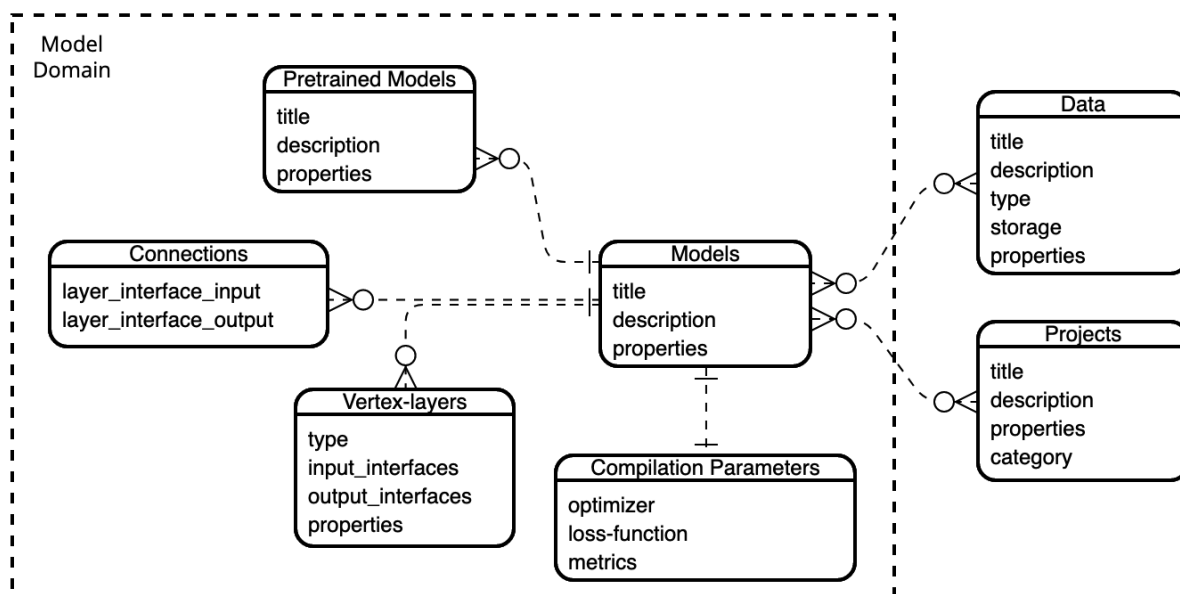 Model
Domain
Pretrained Models
title
description
properties
Connections
layer_interface_input
layer_interface_output
Vertex-layers
type
input_interfaces
output_interfaces
properties
Models
title
description
properties
Compilation Parameters
optimizer
loss-function
metrics
Data
title
description
type
storage
properties
Projects
title
description
properties
category